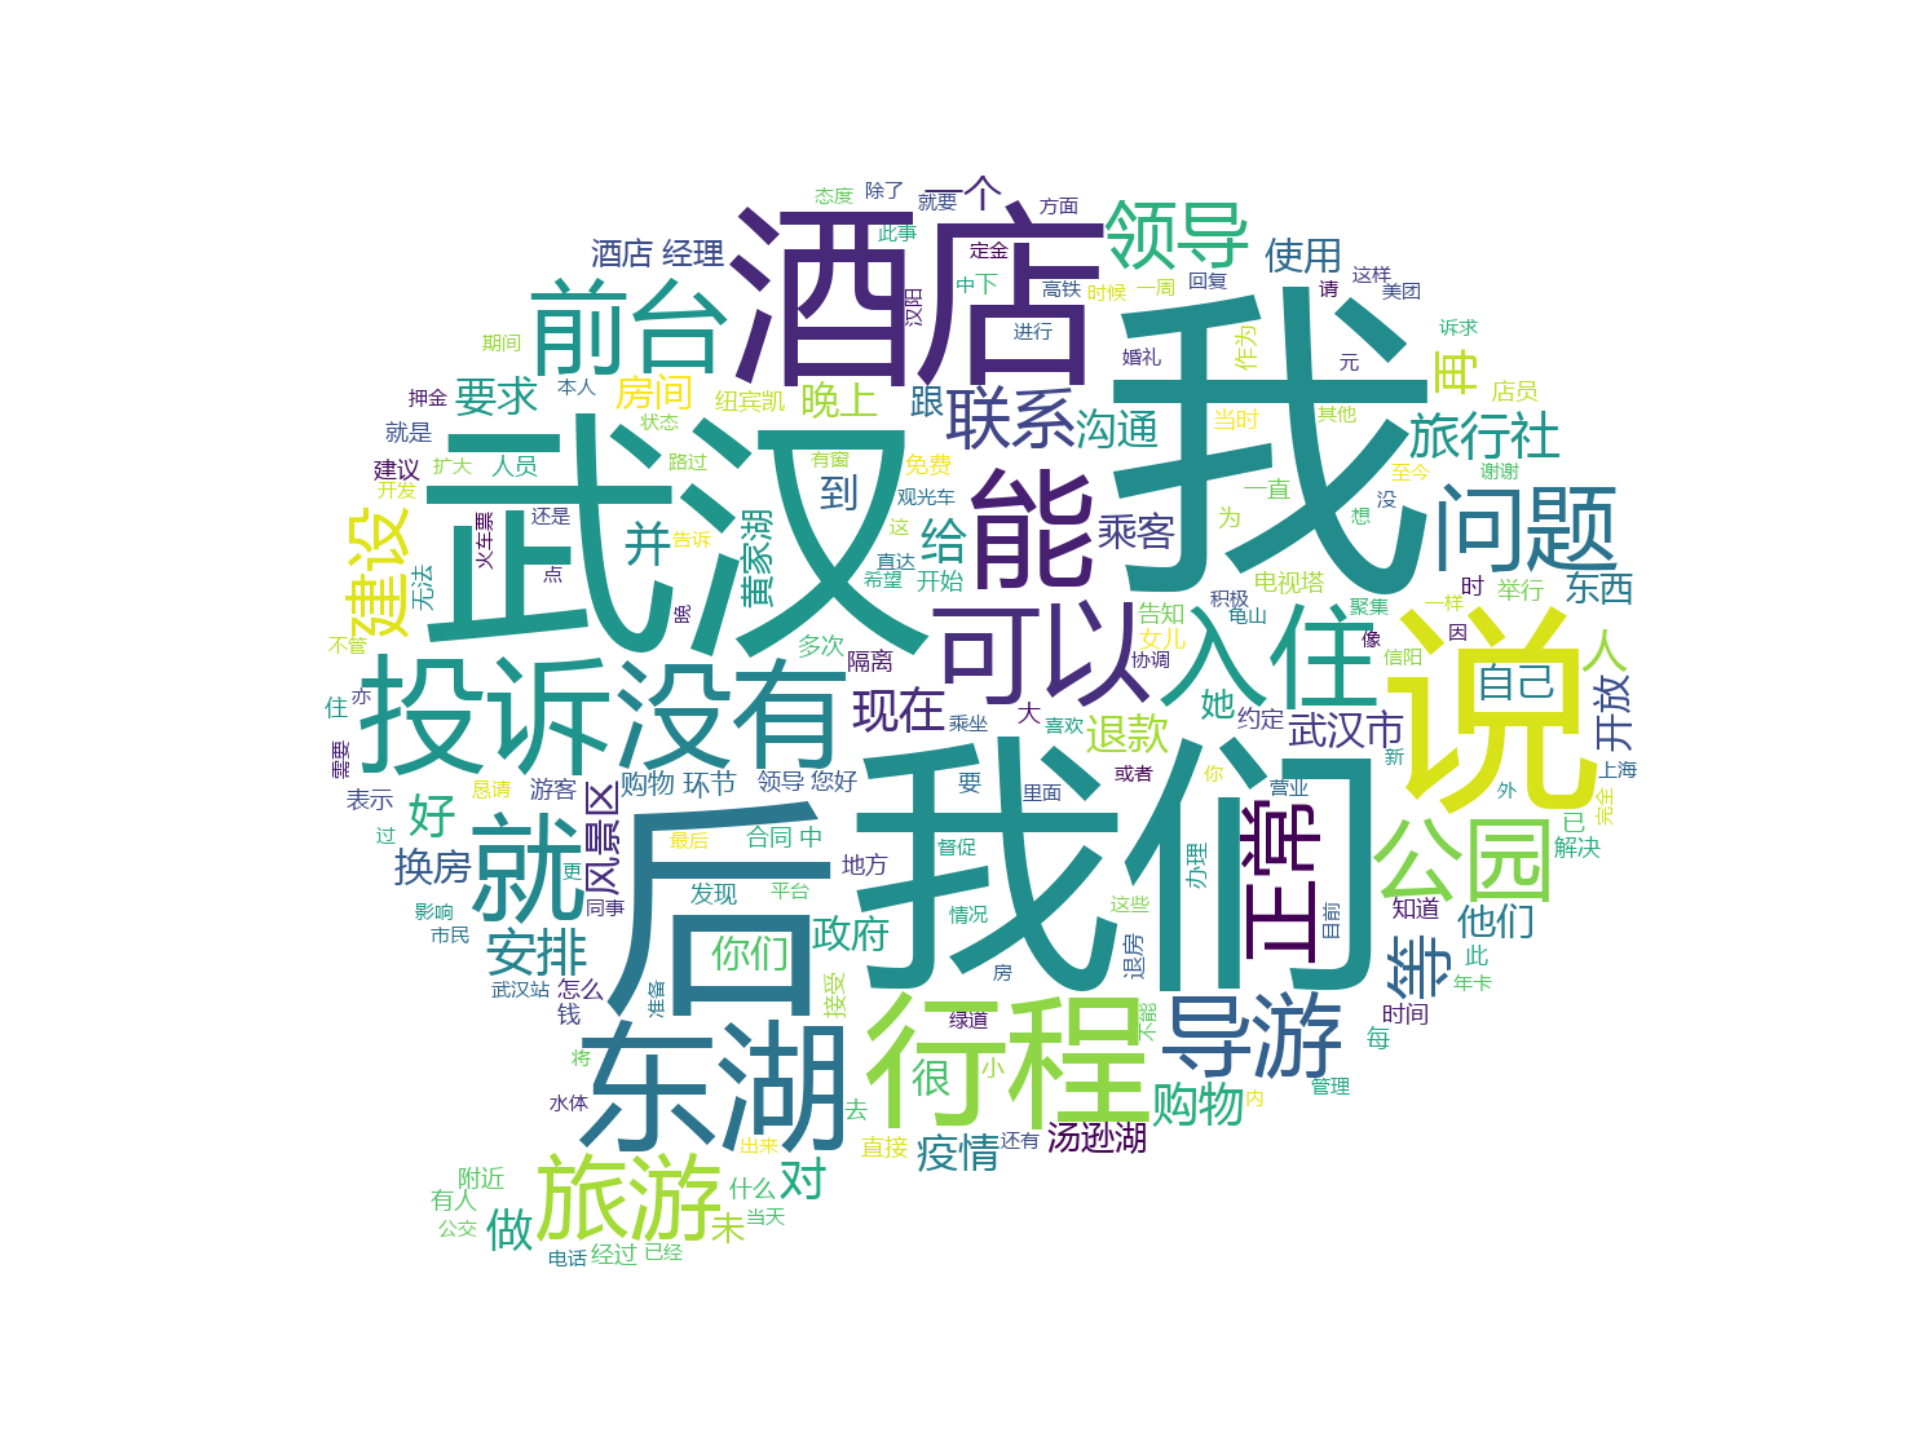 态度
除了
一个
就要
方面
领导
酒店
此事
使用
酒店 经理
定金
这样
美团
请
回复
一周
时候
高铁
中下
汉阳
前台
我
期间
进行
婚礼
作为
元
诉求
再
店员
押金
要求
本人
房间
纽宾凯
晚上
跟
联系
沟通
当时
其他
旅行社
就是
状态
武汉
建议
扩大
人员
路过
有窗
免费
一直
至今
谢谢
开发
到
观光车
能
没
问题
建设
火车票
还是
并
告诉
黄家湖
这
给
乘客
为
想
无法
点
直达
希望
开始
电视塔
时
举行
东西
晚
可以
告知
积极
龟山
聚集
一样
不管
多次
隔离
女儿
协调
入住
像
因
信阳
说
人
投诉
没有
现在
她
自己
开放
住
亦
乘坐
大
喜欢
退款
约定
武汉市
新
需要
购物 环节
领导 您好
要
我们
里面
或者
你
营业
上海
表示
恳请
游客
风景区
外
完全
好
过
就
后
最后
合同 中
督促
正常
公园
已
解决
换房
更
地方
办理
同事
发现
平台
情况
这些
目前
知道
他们
影响
市民
安排
你们
政府
退房
等
此
武汉站
怎么
准备
接受
房
年卡
钱
行程
绿道
不能
导游
时间
每
将
东湖
很
小
管理
水体
去
购物
内
出来
直接
疫情
还有
汤逊湖
附近
旅游
什么
对
有人
公交
做
未
当天
电话
经过
已经